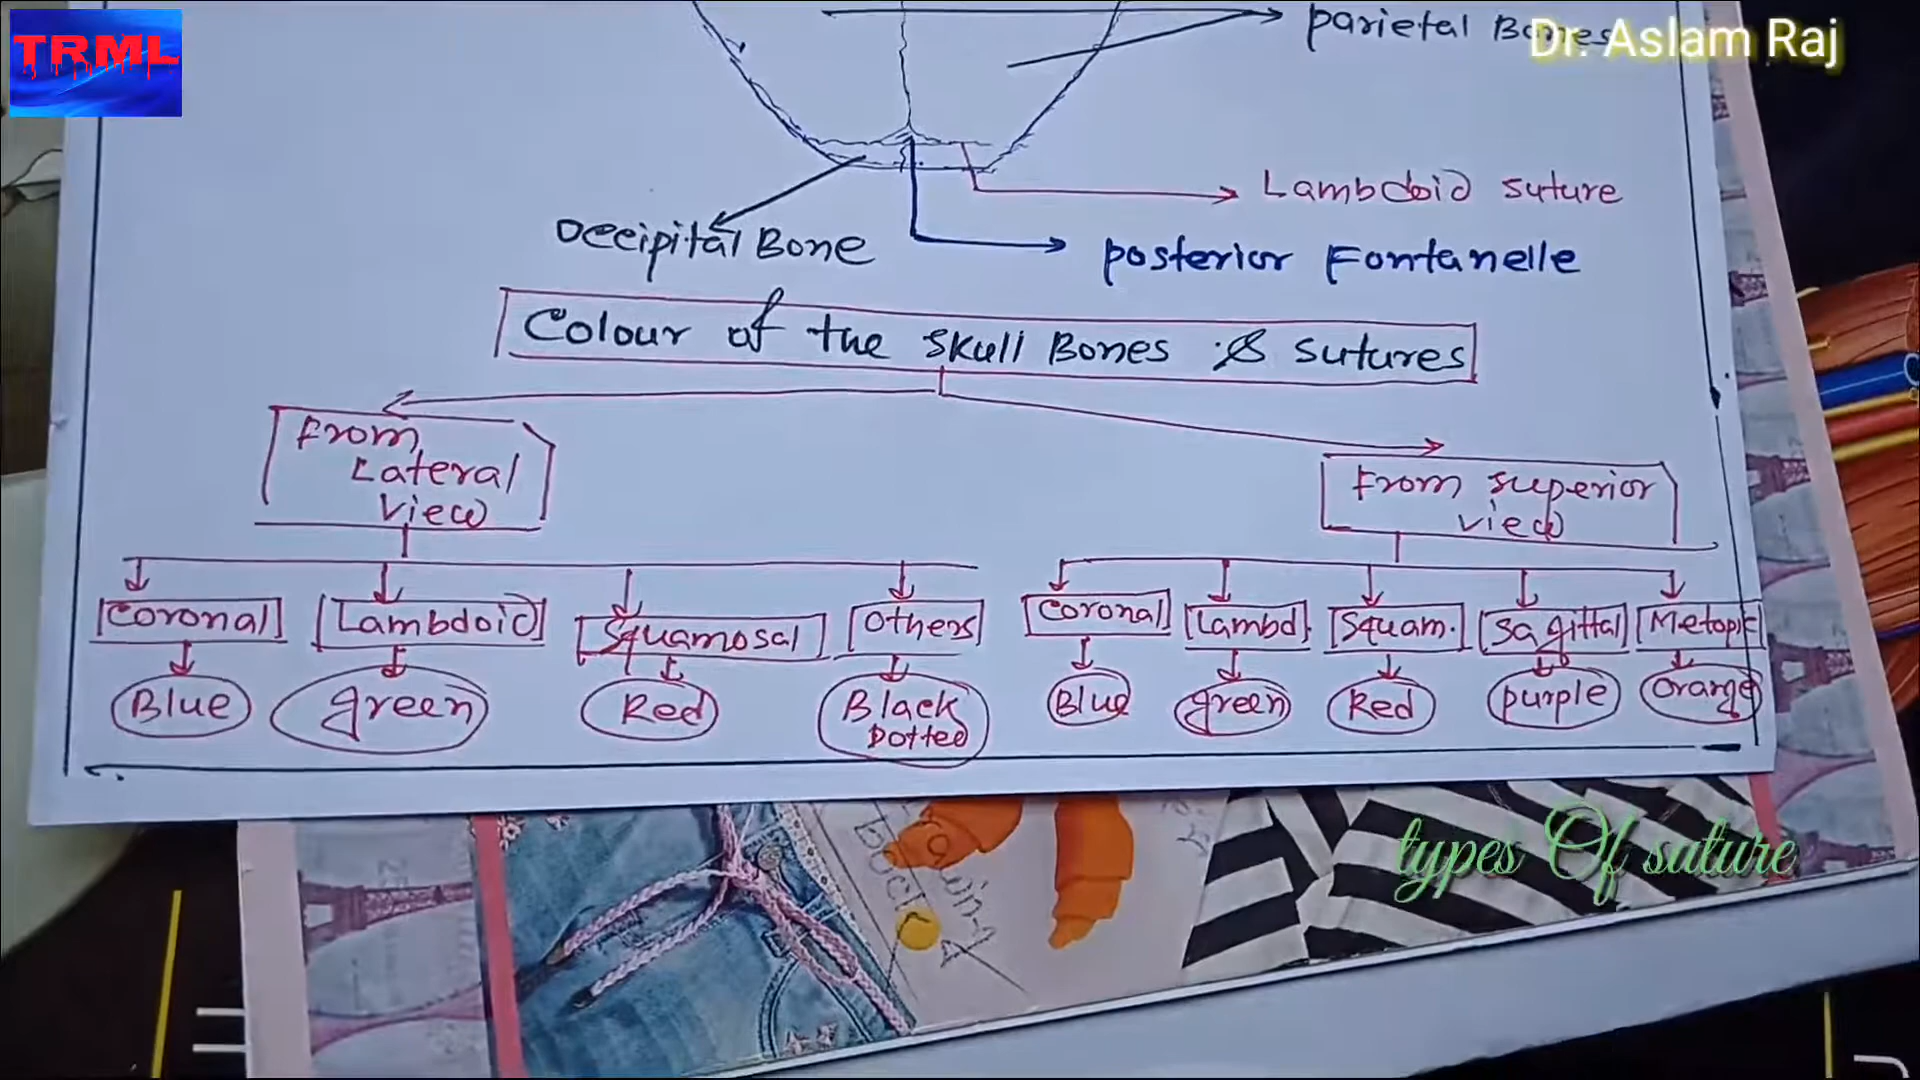 TRML
Dr. Aslam Raj
parietal Bones
Lambdoid suture
Occipital Bone
posterior Fontanelle
Colour of the skull Bones & sutures
From
Lateral
view
From superior
view
Coronal
Lambdoid
Squamosal
Others
Coronal
Lambd.
Squam.
Sagittal
Metopic
Blue
green
Red
Black
Dotted
Blue
green
Red
purple
Orange
types Of suture